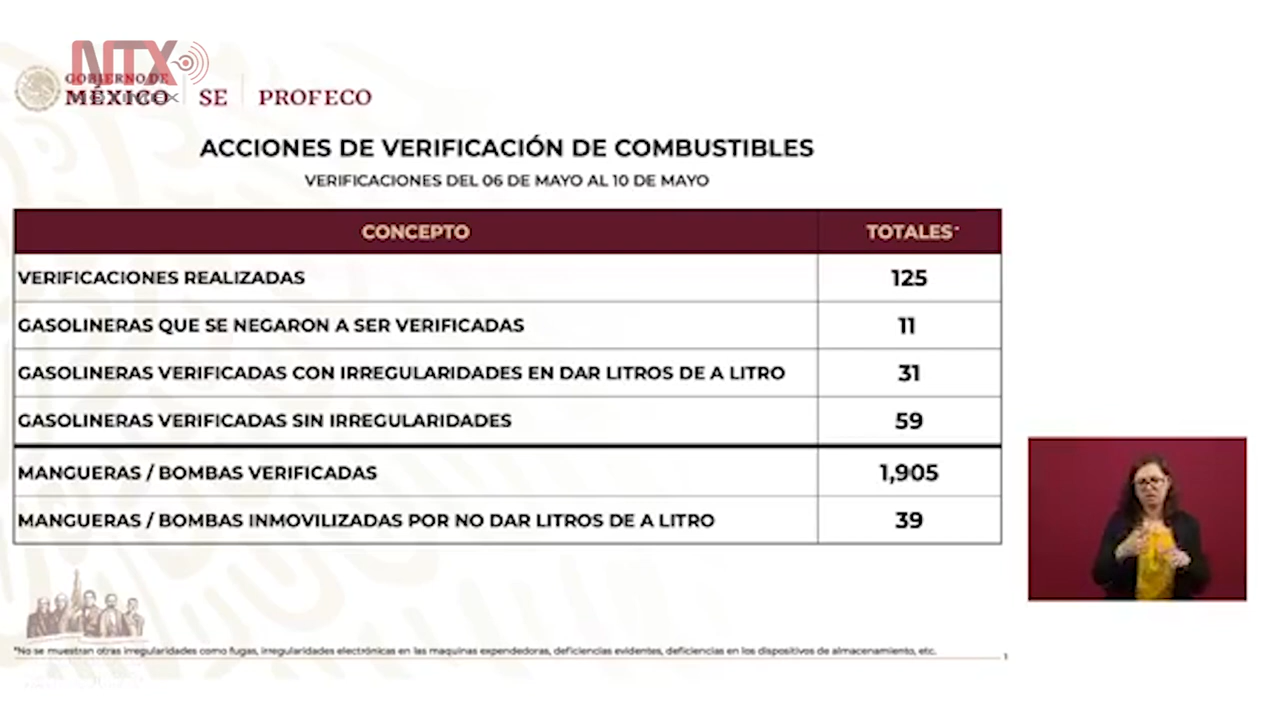 NTX
GOBIERNO DE
MÉXICO
SE
PROFECO
ACCIONES DE VERIFICACIÓN DE COMBUSTIBLES
VERIFICACIONES DEL 06 DE MAYO AL 10 DE MAYO
CONCEPTO TOTALES*
VERIFICACIONES REALIZADAS 125
GASOLINERAS QUE SE NEGARON A SER VERIFICADAS 11
GASOLINERAS VERIFICADAS CON IRREGULARIDADES EN DAR LITROS DE A LITRO 31
GASOLINERAS VERIFICADAS SIN IRREGULARIDADES 59
MANGUERAS / BOMBAS VERIFICADAS 1,905
MANGUERAS / BOMBAS INMOVILIZADAS POR NO DAR LITROS DE A LITRO 39
*No se muestran otras irregularidades como fugas, irregularidades electrónicas en las maquinas expendedoras, deficiencias evidentes, deficiencias en los dispositivos de almacenamiento, etc.
1